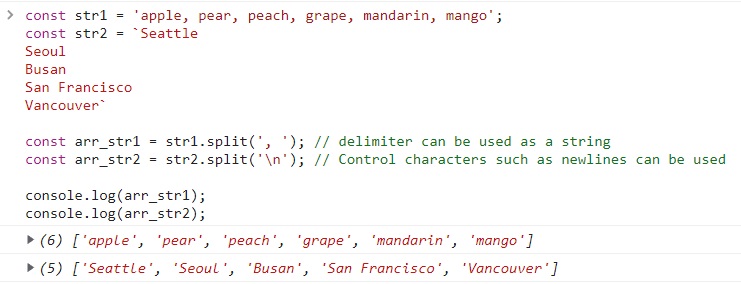 const str1 = 'apple, pear, peach, grape, mandarin, mango';
const str2 = `Seattle
Seoul
Busan
San Francisco
Vancouver`
const arr_str1 = str1.split(', '); // delimiter can be used as a string
const arr_str2 = str2.split('\n'); // Control characters such as newlines can be used
console.log(arr_str1);
console.log(arr_str2);
(6) ['apple', 'pear', 'peach', 'grape', 'mandarin', 'mango']
(5) ['Seattle', 'Seoul', 'Busan', 'San Francisco', 'Vancouver']